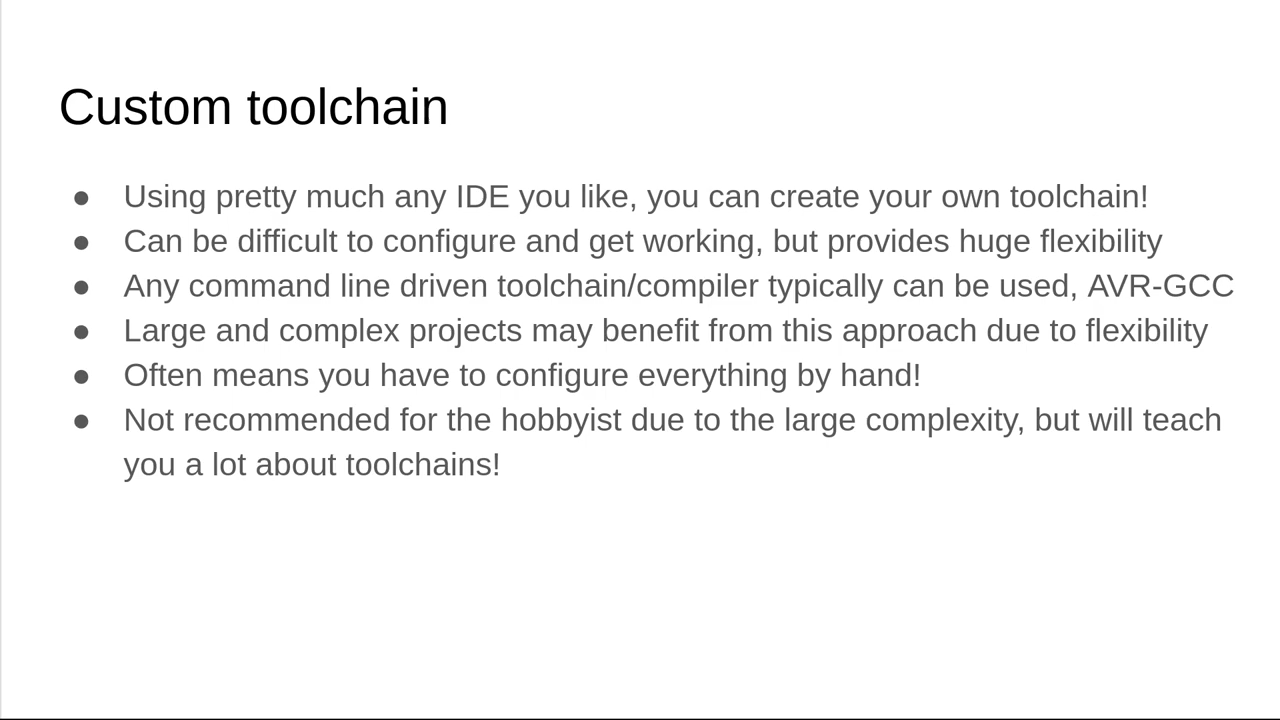 Custom toolchain
● Using pretty much any IDE you like, you can create your own toolchain!
● Can be difficult to configure and get working, but provides huge flexibility
● Any command line driven toolchain/compiler typically can be used, AVR-GCC
● Large and complex projects may benefit from this approach due to flexibility
● Often means you have to configure everything by hand!
● Not recommended for the hobbyist due to the large complexity, but will teach
you a lot about toolchains!